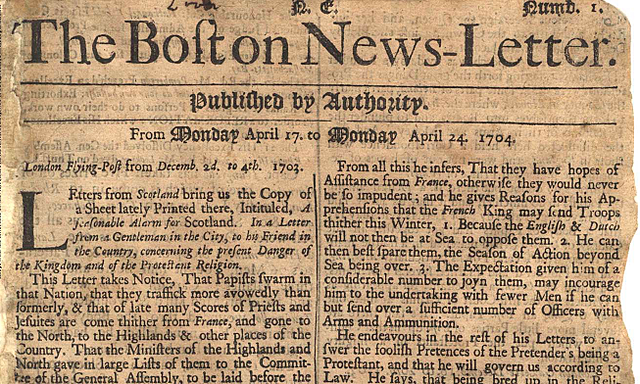 N. E.
Numb. 1.
The Boston News-Letter.
Published by Authority.
From Monday April 17. to Monday April 24. 1704.
London Flying-Post from Decemb. 2d. to 4th. 1703.
LEtters from Scotland bring us the Copy of
a Sheet lately Printed there, Intituled, A
seasonable Alarm for Scotland. In a Letter
from a Gentleman in the City, to his Friend in
the Country, concerning the present Danger of
the Kingdom and of the Protestant Religion.
This Letter takes Notice, That Papists swarm in
that Nation, that they traffick more avowedly than
formerly, & that of late many Scores of Priests and
Jesuites are come thither from France, and gone to
the North, to the Highlands & other places of the
Country. That the Ministers of the Highlands and
North gave in large Lists of them to the Commit-
tee of the General Assembly, to be laid before the
From all this he infers, That they have hopes of
Assistance from France, otherwise they would never
be so impudent; and he gives Reasons for his Ap-
prehensions that the French King may send Troops
thither this Winter, 1. Because the English & Dutch
will not then be at Sea to oppose them. 2. He can
then best spare them, the Season of Action beyond
Sea being over. 3. The Expectation given him of a
considerable number to joyn them, may incourage
him to the undertaking with fewer Men if he can
but send over a sufficient number of Officers with
Arms and Ammunition.
He endeavours in the rest of his Letters to an-
swer the foolish Pretences of the Pretender's being a
Protestant, and that he will govern us according to
Law. He says, that being bred up in the